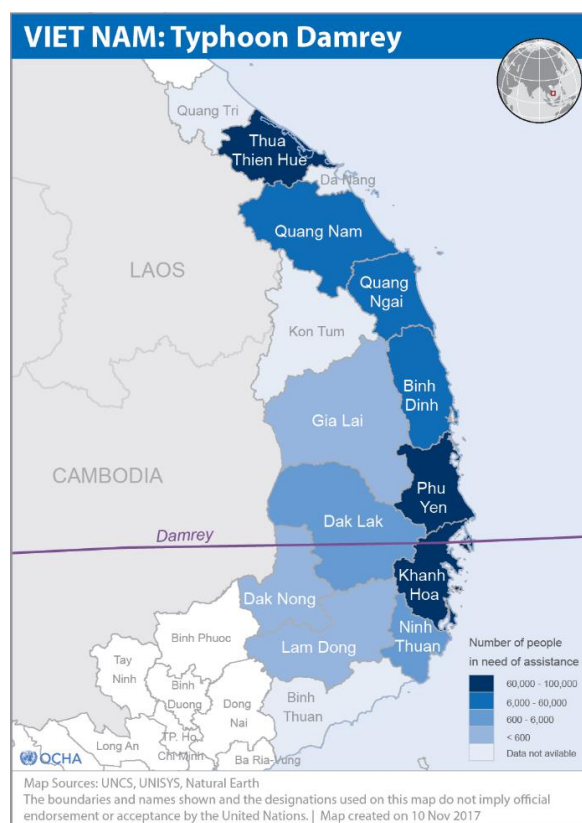 VIET NAM: Typhoon Damrey
Quang Tri
Thua
Thien Hue
Da Nang
Quang Nam
LAOS
Quang
Ngai
Kon Tum
Binh
Dinh
Gia Lai
CAMBODIA
Phu
Yen
Dak Lak
Damrey
Khanh
Hoa
Dak Nong
Ninh
Thuan
Lam Dong
Binh Phuoc
Tay
Ninh
Binh
Duong
Dong
Nai
Binh
Thuan
Long An
TP. Ho
Chi Minh
Ba Ria-Vung
Number of people
in need of assistance
60,000 - 100,000
6,000 - 60,000
600 - 6,000
< 600
Data not avilable
OCHA
Map Sources: UNCS, UNISYS, Natural Earth
The boundaries and names shown and the designations used on this map do not imply official
endorsement or acceptance by the United Nations. | Map created on 10 Nov 2017